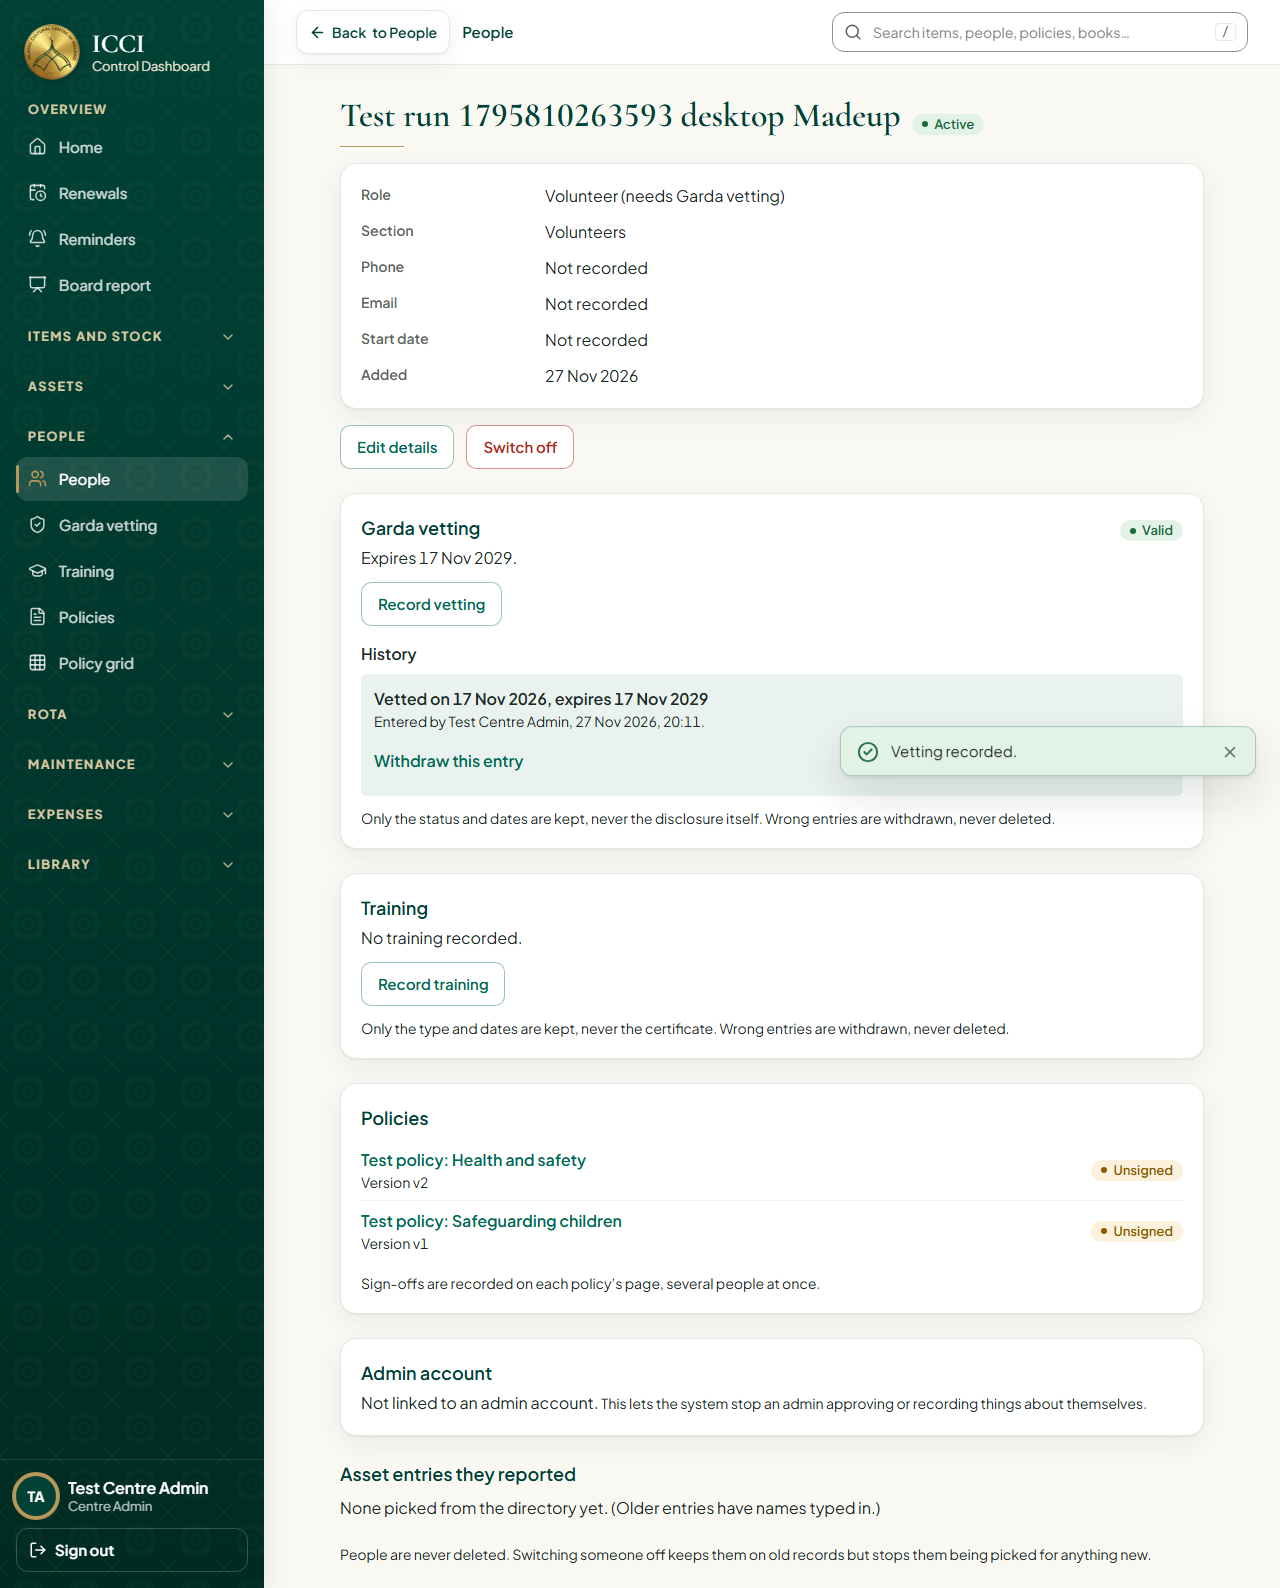 ICCI
Control Dashboard
OVERVIEW
Home
Renewals
Reminders
Board report
ITEMS AND STOCK
ASSETS
PEOPLE
People
Garda vetting
Training
Policies
Policy grid
ROTA
MAINTENANCE
EXPENSES
LIBRARY
TA
Test Centre Admin
Centre Admin
Sign out
Back to People
People
Search items, people, policies, books…
/
Test run 1795810263593 desktop Madeup
Active
Role Volunteer (needs Garda vetting)
Section Volunteers
Phone Not recorded
Email Not recorded
Start date Not recorded
Added 27 Nov 2026
Edit details
Switch off
Garda vetting
Valid
Expires 17 Nov 2029.
Record vetting
History
Vetted on 17 Nov 2026, expires 17 Nov 2029
Entered by Test Centre Admin, 27 Nov 2026, 20:11.
Withdraw this entry
Vetting recorded.
Only the status and dates are kept, never the disclosure itself. Wrong entries are withdrawn, never deleted.
Training
No training recorded.
Record training
Only the type and dates are kept, never the certificate. Wrong entries are withdrawn, never deleted.
Policies
Test policy: Health and safety
Version v2
Unsigned
Test policy: Safeguarding children
Version v1
Unsigned
Sign-offs are recorded on each policy’s page, several people at once.
Admin account
Not linked to an admin account. This lets the system stop an admin approving or recording things about themselves.
Asset entries they reported
None picked from the directory yet. (Older entries have names typed in.)
People are never deleted. Switching someone off keeps them on old records but stops them being picked for anything new.